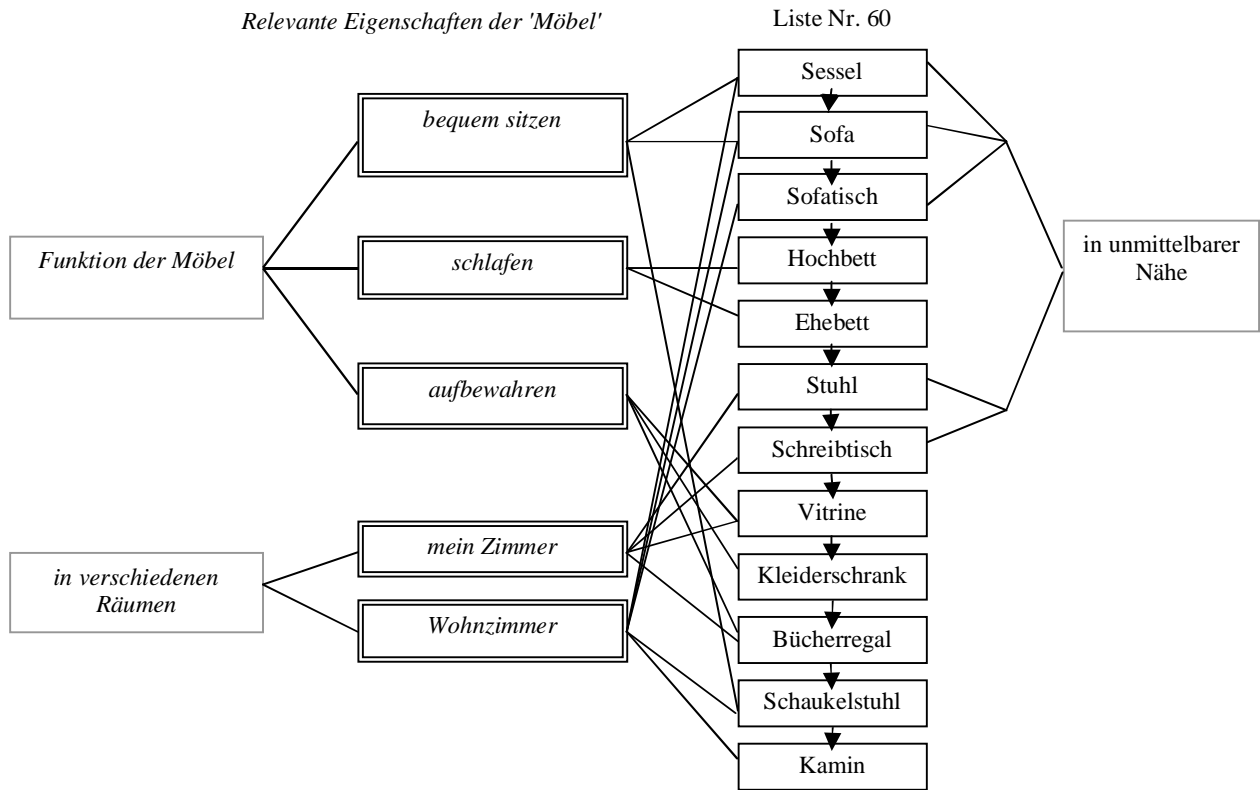 Relevante Eigenschaften der 'Möbel'
Liste Nr. 60
Funktion der Möbel
in verschiedenen
Räumen
bequem sitzen
schlafen
aufbewahren
mein Zimmer
Wohnzimmer
Sessel
Sofa
Sofatisch
Hochbett
Ehebett
Stuhl
Schreibtisch
Vitrine
Kleiderschrank
Bücherregal
Schaukelstuhl
Kamin
in unmittelbarer
Nähe